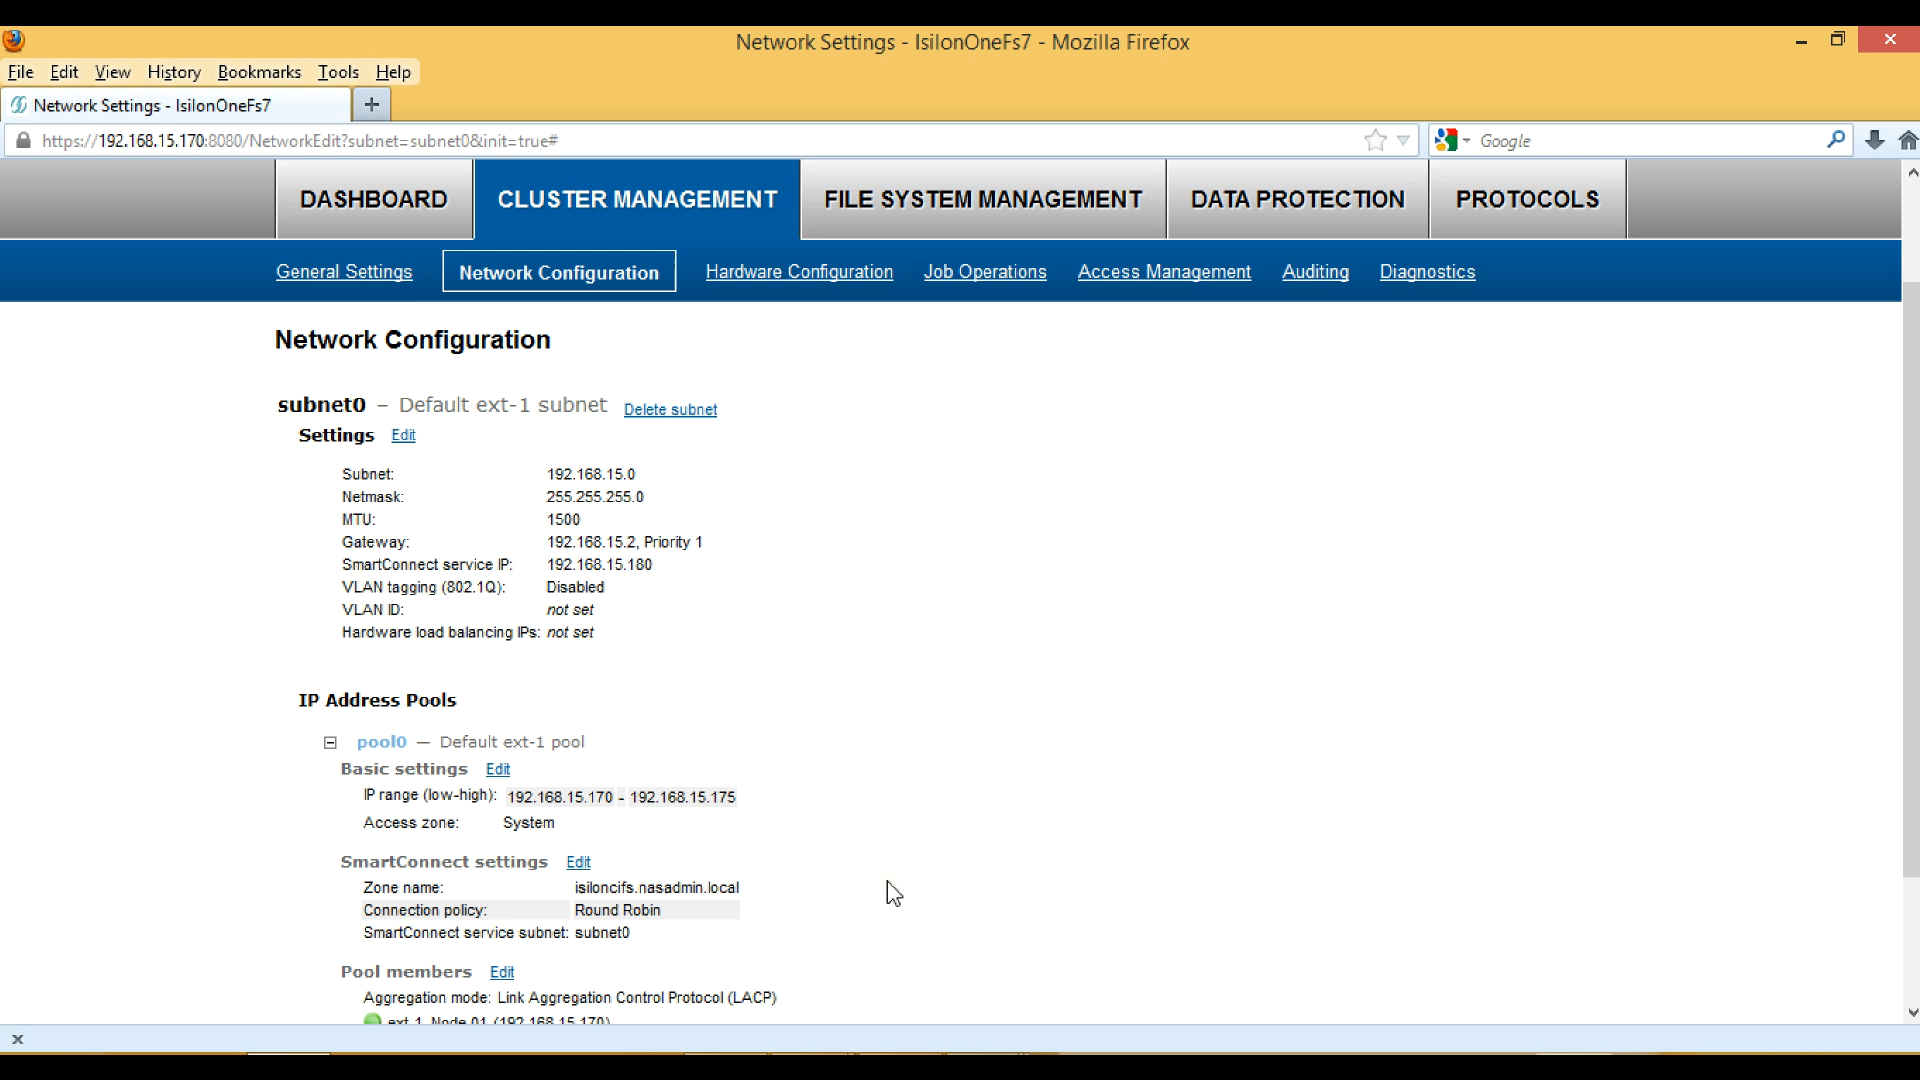 Network Settings - IsilonOneFs7 - Mozilla Firefox
File Edit View History Bookmarks Tools Help
Network Settings - IsilonOneFs7 +
https://192.168.15.170:8080/NetworkEdit?subnet=subnet0&init=true# Google
DASHBOARD CLUSTER MANAGEMENT FILE SYSTEM MANAGEMENT DATA PROTECTION PROTOCOLS
General Settings Network Configuration Hardware Configuration Job Operations Access Management Auditing Diagnostics
Network Configuration
subnet0 – Default ext-1 subnet Delete subnet
Settings Edit
Subnet: 192.168.15.0
Netmask: 255.255.255.0
MTU: 1500
Gateway: 192.168.15.2, Priority 1
SmartConnect service IP: 192.168.15.180
VLAN tagging (802.1Q): Disabled
VLAN ID: not set
Hardware load balancing IPs: not set
IP Address Pools
pool0 — Default ext-1 pool
Basic settings Edit
IP range (low-high): 192.168.15.170 - 192.168.15.175
Access zone: System
SmartConnect settings Edit
Zone name: isiloncifs.nasadmin.local
Connection policy: Round Robin
SmartConnect service subnet: subnet0
Pool members Edit
Aggregation mode: Link Aggregation Control Protocol (LACP)
ext-1, Node 01 (192.168.15.170)